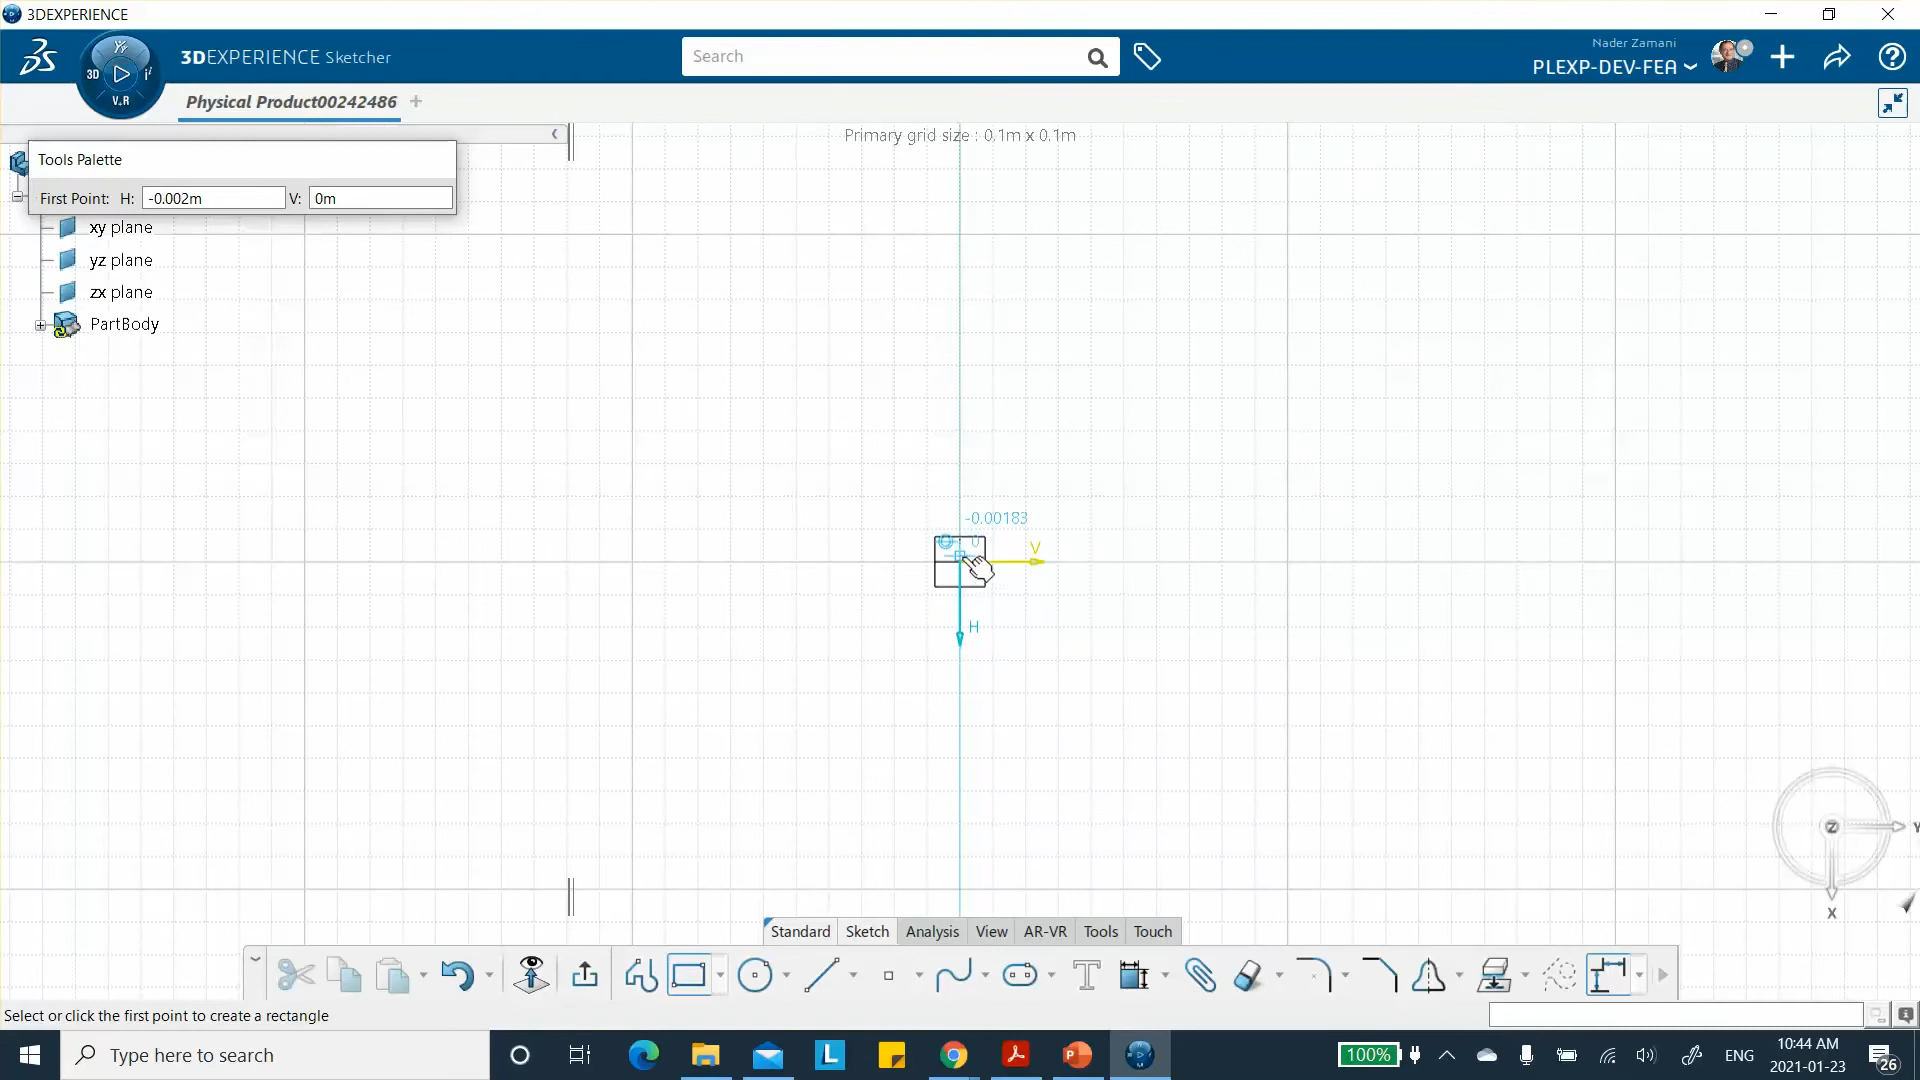 3DEXPERIENCE
3DEXPERIENCE Sketcher
Search
Nader Zamani
PLEXP-DEV-FEA
3D
V.R
Physical Product00242486
Primary grid size : 0.1m x 0.1m
Tools Palette
First Point: H: -0.002m V: 0m
xy plane
yz plane
zx plane
PartBody
-0.00183
0
V
H
Z
Y
X
Standard Sketch Analysis View AR-VR Tools Touch
Select or click the first point to create a rectangle
Type here to search
100%
ENG
10:44 AM
2021-01-23
26